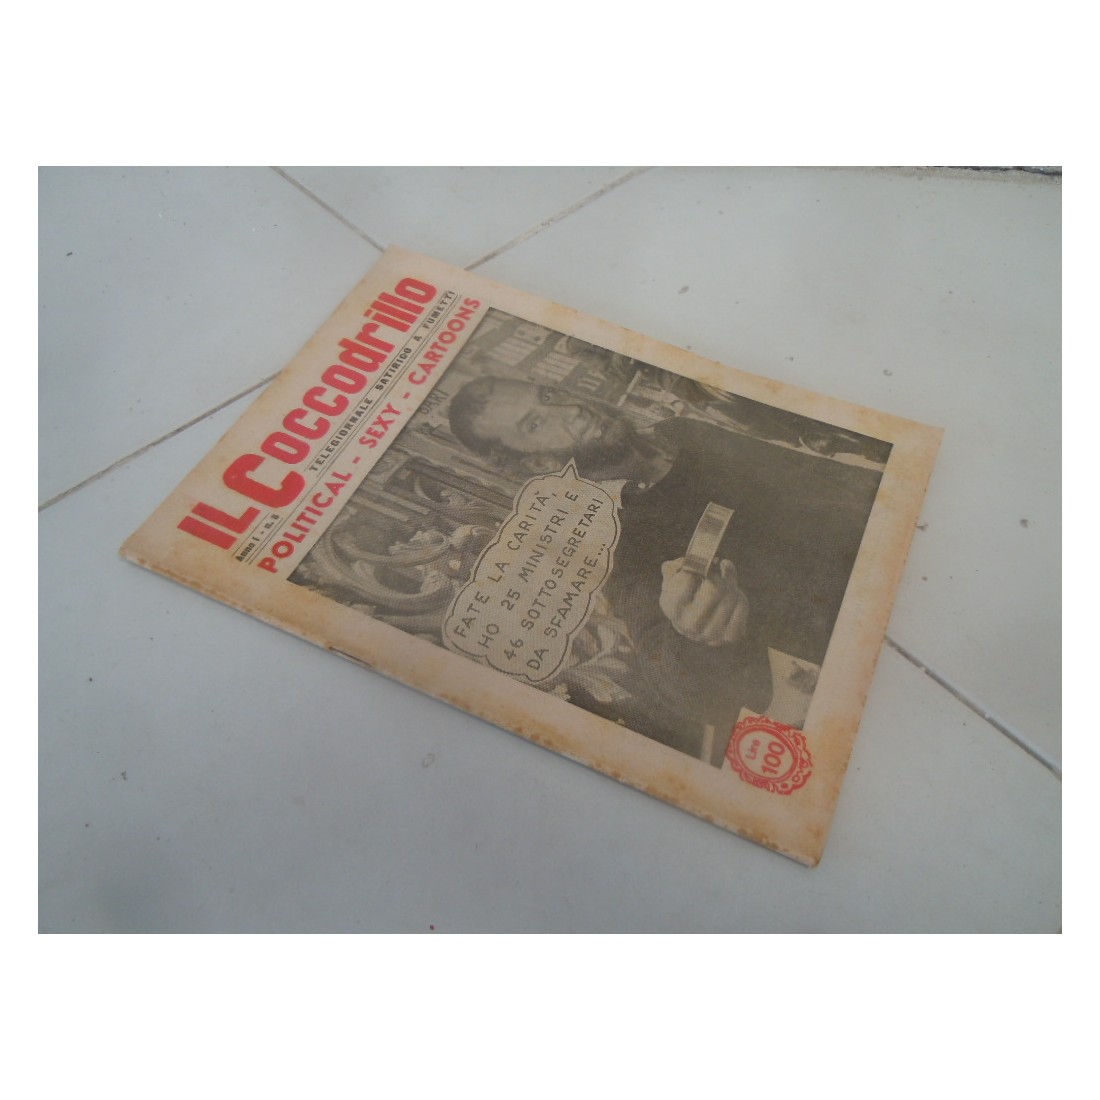 IL COCCODRILLO
Anno I - n. 8
TELEGIORNALE SATIRICO A FUMETTI
POLITICAL - SEXY - CARTOONS
FATE LA CARITÀ,
HO 25 MINISTRI E
46 SOTTOSEGRETARI
DA SFAMARE...
Lire
100